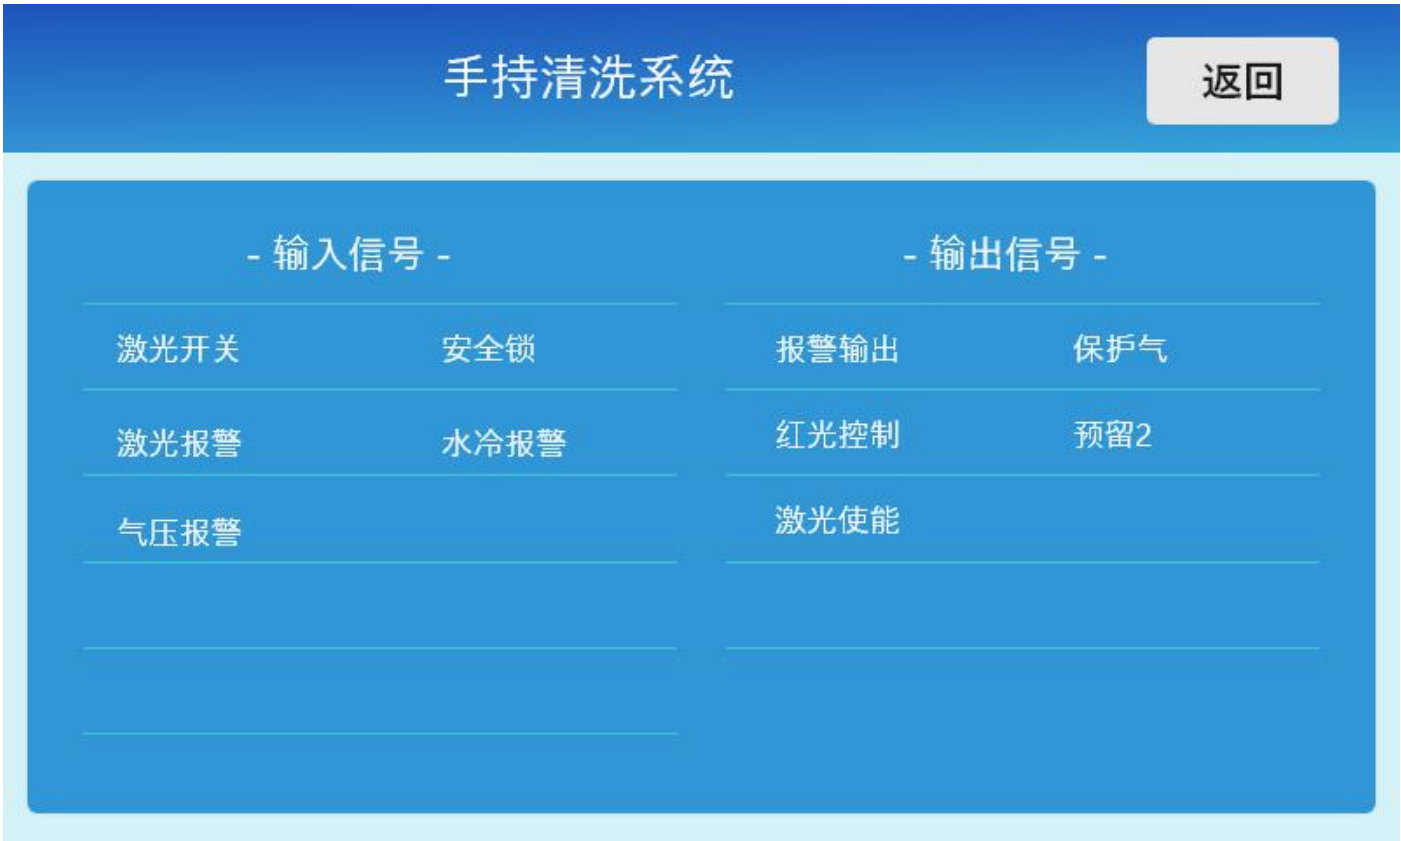 手持清洗系统
返回
- 输入信号 -
激光开关 安全锁
激光报警 水冷报警
气压报警
- 输出信号 -
报警输出 保护气
红光控制 预留2
激光使能